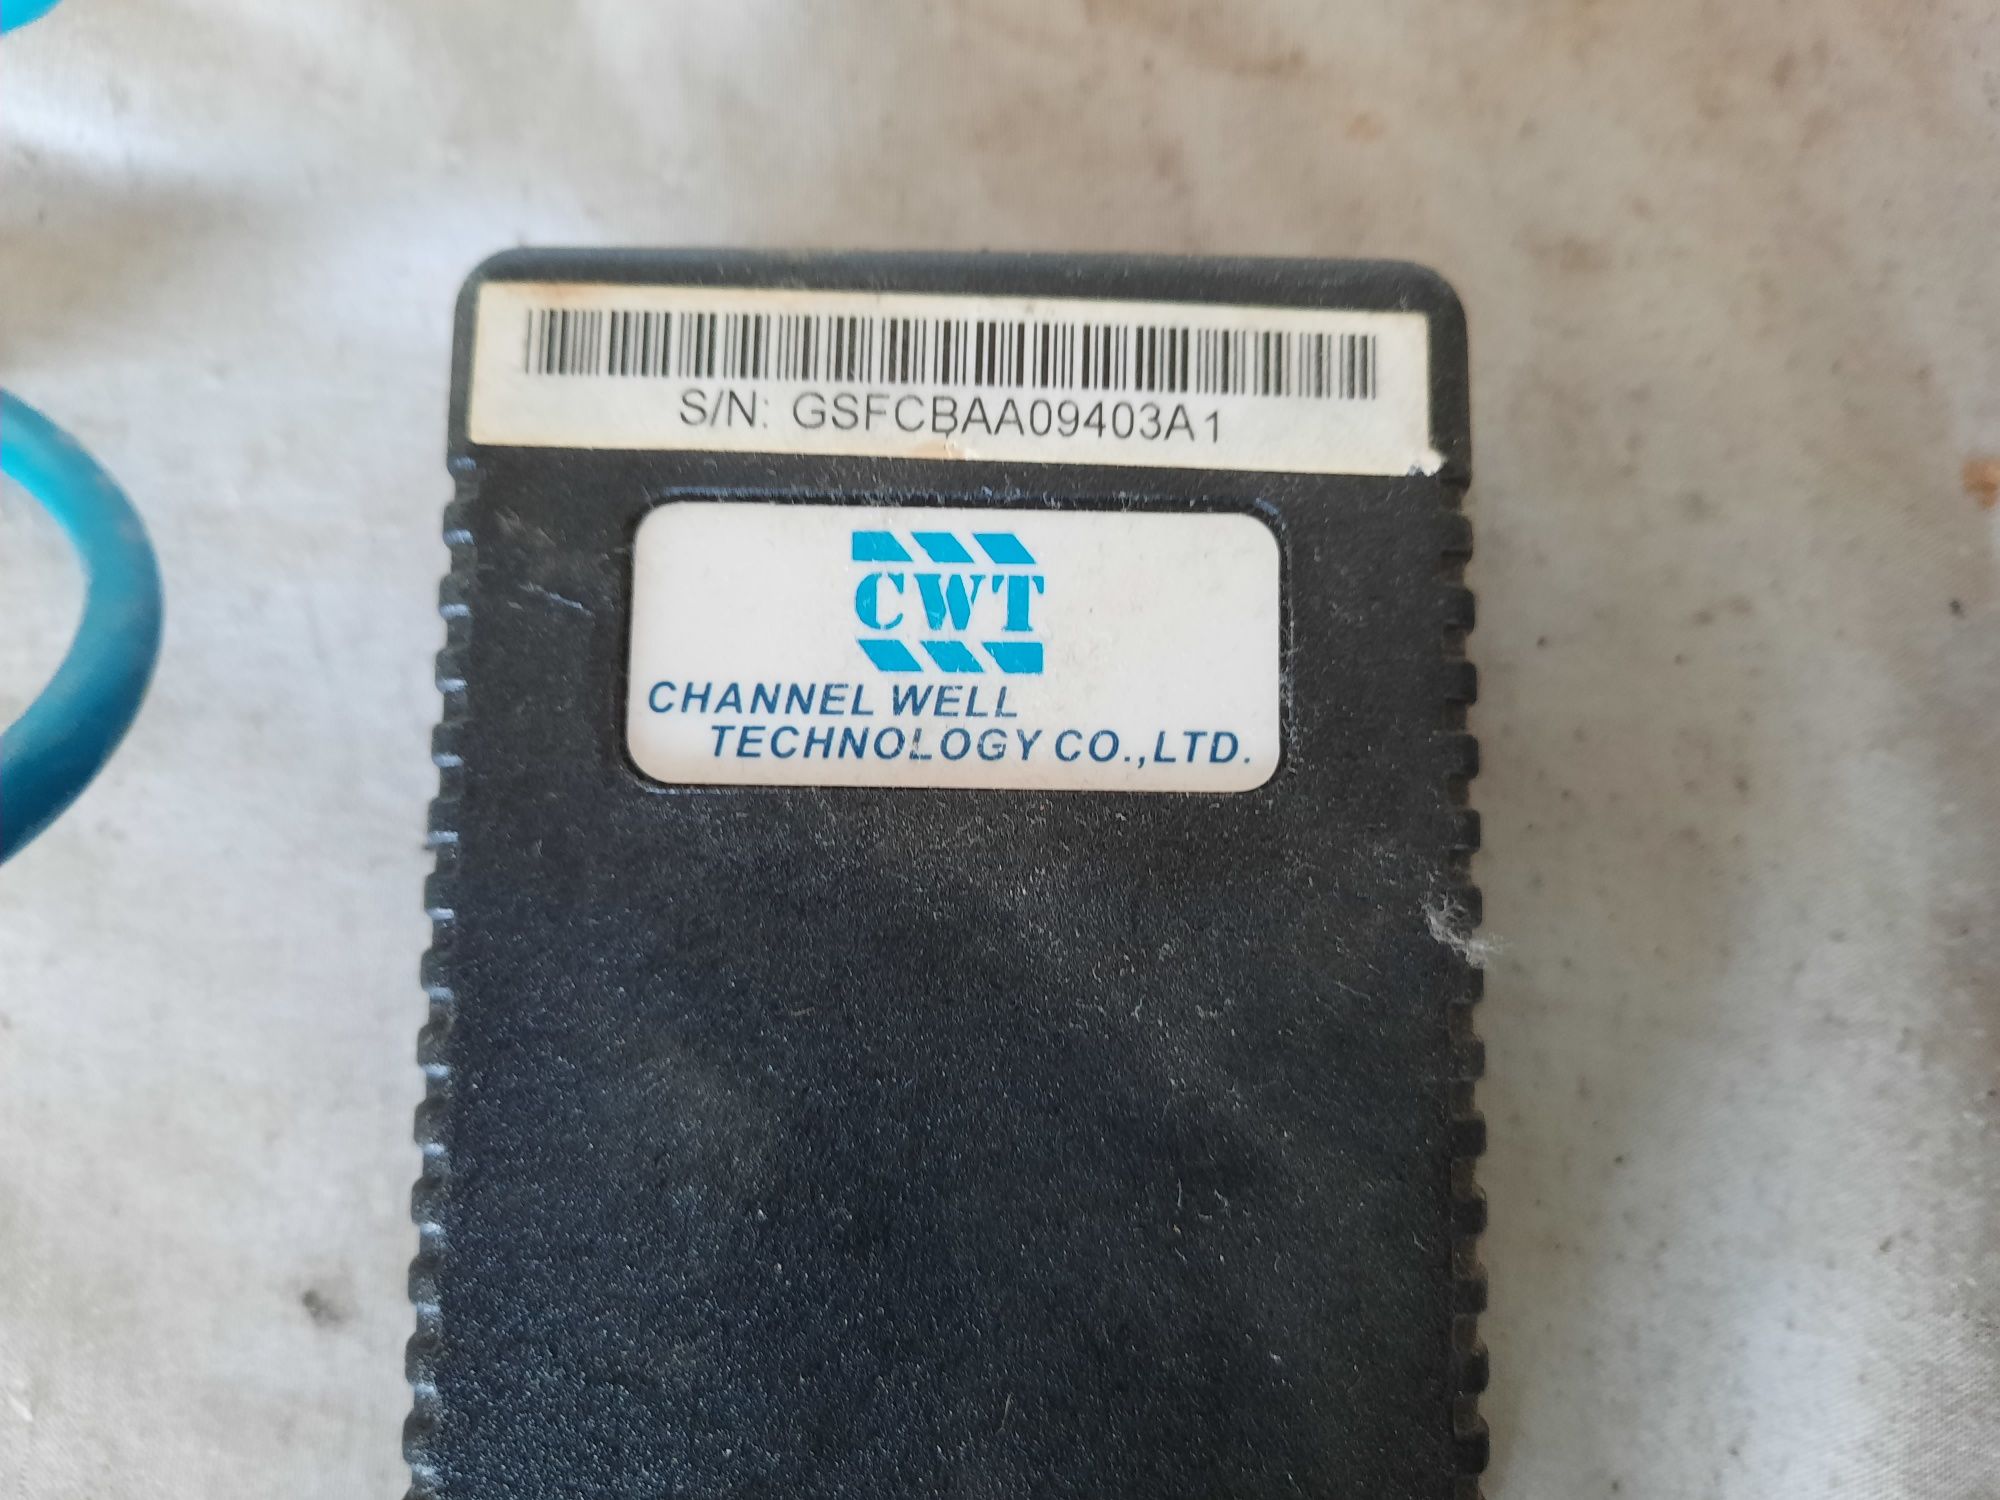 S/N: GSFCBAA09403A1
CWT
CHANNEL WELL
TECHNOLOGY CO.,LTD.